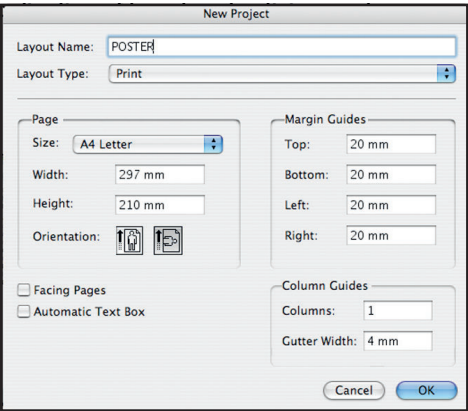 New Project
Layout Name: POSTER
Layout Type: Print
Page
Size: A4 Letter
Width: 297 mm
Height: 210 mm
Orientation:
Margin Guides
Top: 20 mm
Bottom: 20 mm
Left: 20 mm
Right: 20 mm
Facing Pages
Automatic Text Box
Column Guides
Columns: 1
Gutter Width: 4 mm
Cancel OK